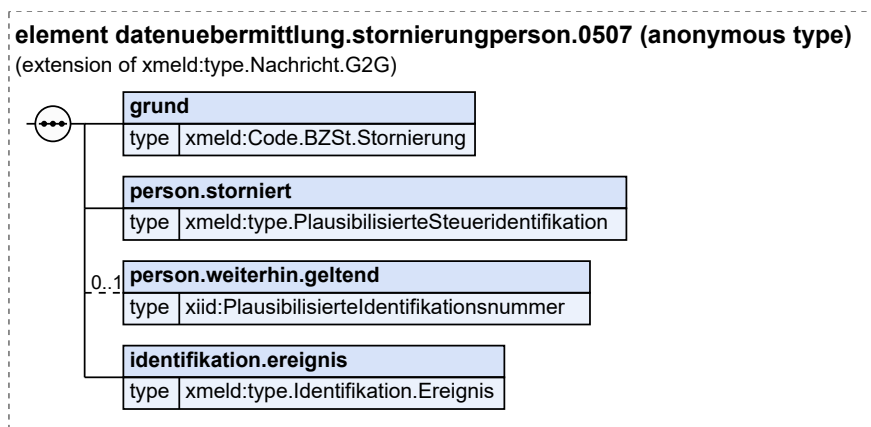 element datenuebermittlung.stornierungperson.0507 (anonymous type)
(extension of xmeld:type.Nachricht.G2G)
grund
type xmeld:Code.BZSt.Stornierung
person.storniert
type xmeld:type.PlausibilisierteSteueridentifikation
0..1 person.weiterhin.geltend
type xiid:PlausibilisierteIdentifikationsnummer
identifikation.ereignis
type xmeld:type.Identifikation.Ereignis